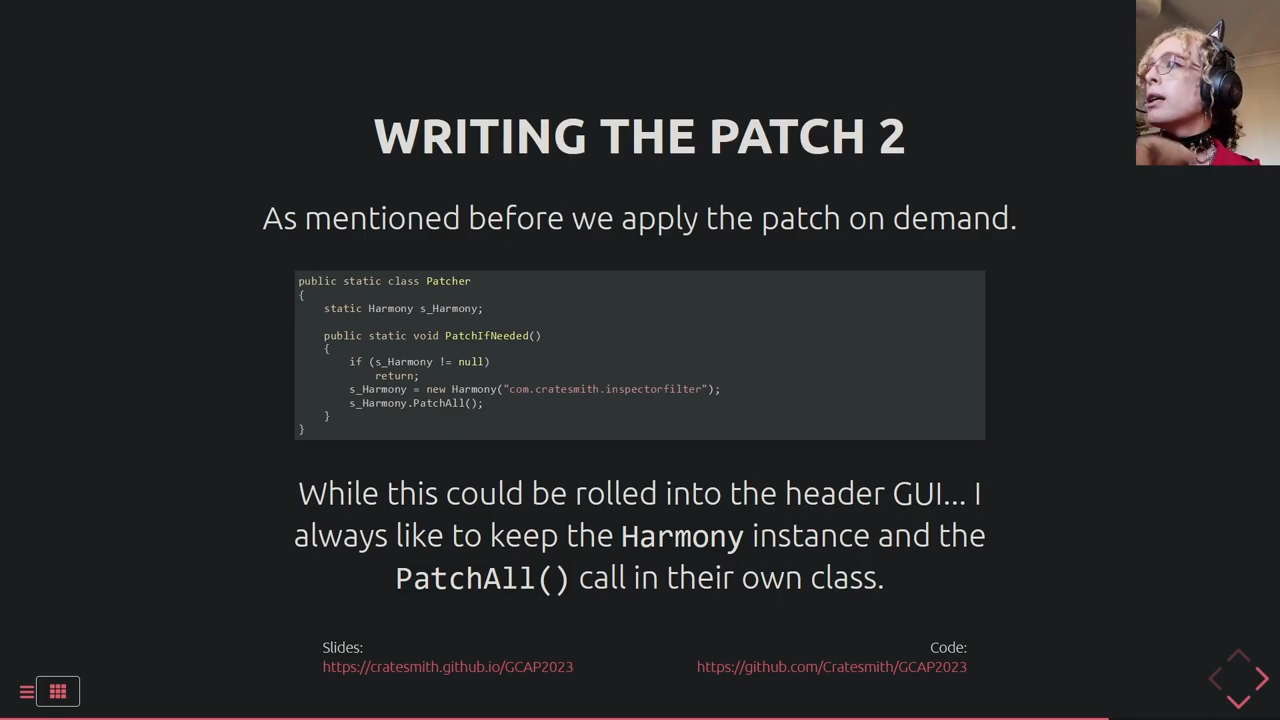 WRITING THE PATCH 2
As mentioned before we apply the patch on demand.
public static class Patcher
{
    static Harmony s_Harmony;
    public static void PatchIfNeeded()
    {
        if (s_Harmony != null)
            return;
        s_Harmony = new Harmony("com.cratesmith.inspectorfilter");
        s_Harmony.PatchAll();
    }
}
While this could be rolled into the header GUI... I
always like to keep the Harmony instance and the
PatchAll() call in their own class.
Slides:
https://cratesmith.github.io/GCAP2023
Code:
https://github.com/Cratesmith/GCAP2023